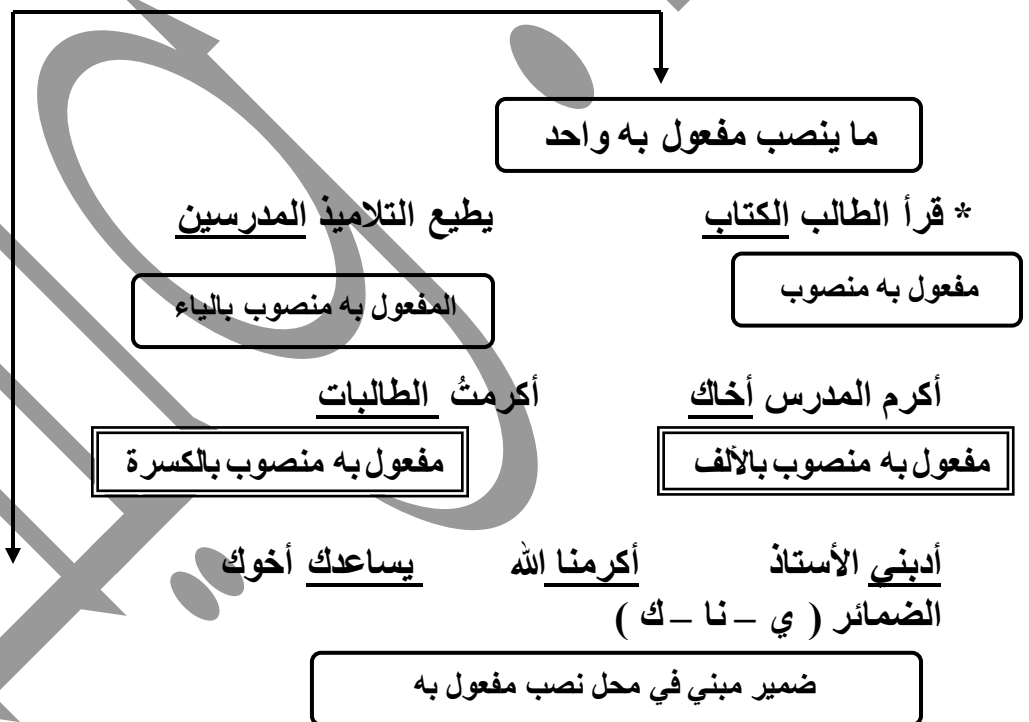 ما ينصب مفعول به واحد
* قرأ الطالب الكتاب يطيع التلاميذ المدرسين
مفعول به منصوب المفعول به منصوب بالياء
أكرم المدرس أخاك أكرمتُ الطالبات
مفعول به منصوب بالألف مفعول به منصوب بالكسرة
أدبني الأستاذ أكرمنا الله يساعدك أخوك
الضمائر ( ي – نا – ك )
ضمير مبني في محل نصب مفعول به